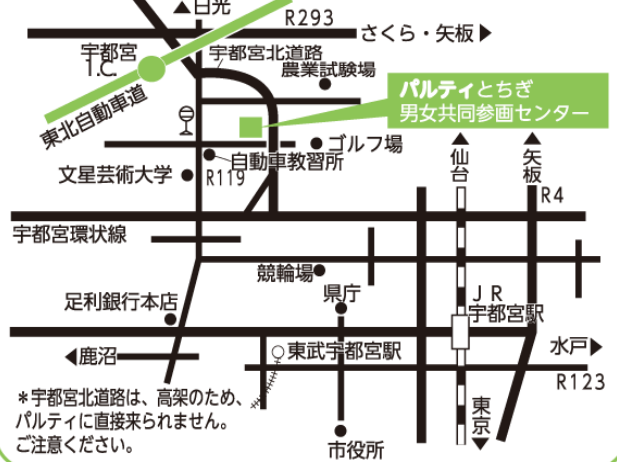 ▲日光
R293
さくら・矢板▶
宇都宮
I.C.
宇都宮北道路
農業試験場
パルティとちぎ
男女共同参画センター
東北自動車道
ゴルフ場
自動車教習所
文星芸術大学
R119
▲
仙台
▲
矢板
R4
宇都宮環状線
競輪場
県庁
足利銀行本店
JR
宇都宮駅
◀鹿沼
東武宇都宮駅
水戸▶
R123
*宇都宮北道路は、高架のため、
パルティに直接来られません。
ご注意ください。
東京
▼
市役所